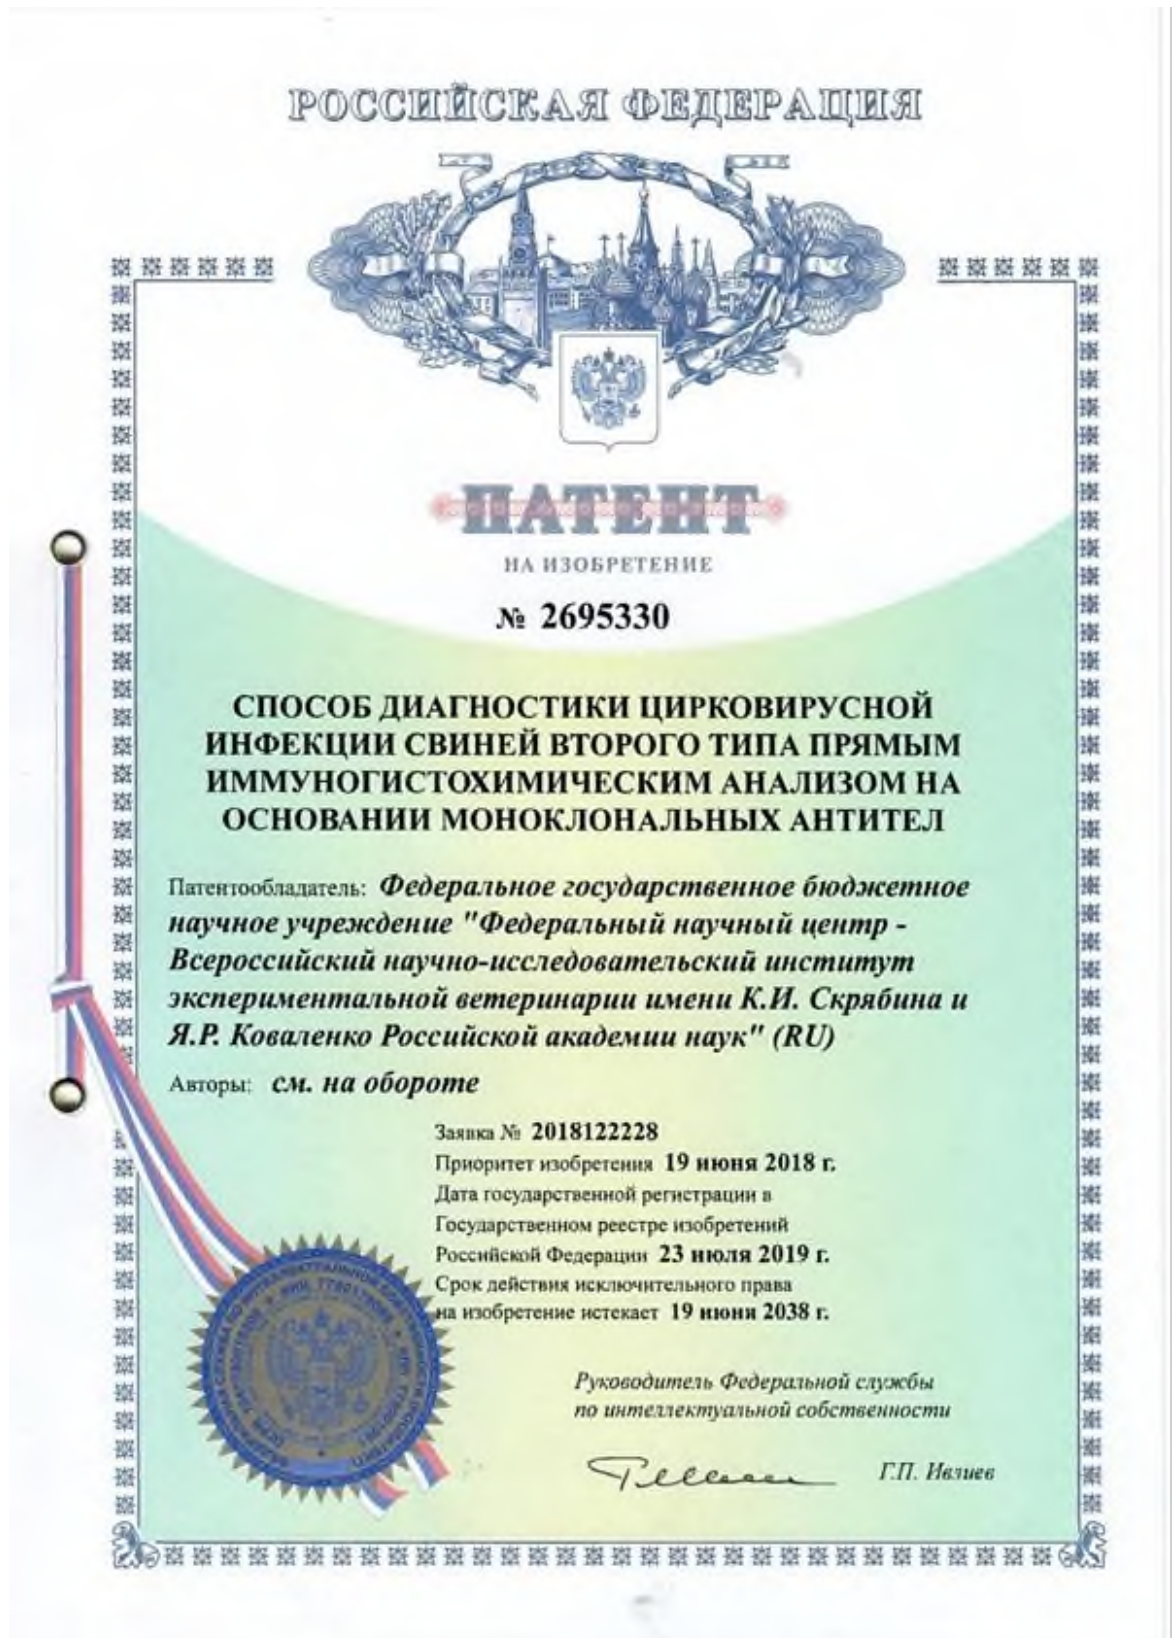 РОССИЙСКАЯ ФЕДЕРАЦИЯ
ПАТЕНТ
НА ИЗОБРЕТЕНИЕ
№ 2695330
СПОСОБ ДИАГНОСТИКИ ЦИРКОВИРУСНОЙ
ИНФЕКЦИИ СВИНЕЙ ВТОРОГО ТИПА ПРЯМЫМ
ИММУНОГИСТОХИМИЧЕСКИМ АНАЛИЗОМ НА
ОСНОВАНИИ МОНОКЛОНАЛЬНЫХ АНТИТЕЛ
Патентообладатель: Федеральное государственное бюджетное
научное учреждение "Федеральный научный центр -
Всероссийский научно-исследовательский институт
экспериментальной ветеринарии имени К.И. Скрябина и
Я.Р. Коваленко Российской академии наук" (RU)
Авторы: см. на обороте
Заявка № 2018122228
Приоритет изобретения 19 июня 2018 г.
Дата государственной регистрации в
Государственном реестре изобретений
Российской Федерации 23 июля 2019 г.
Срок действия исключительного права
на изобретение истекает 19 июня 2038 г.
Руководитель Федеральной службы
по интеллектуальной собственности
Г.П. Ивлиев